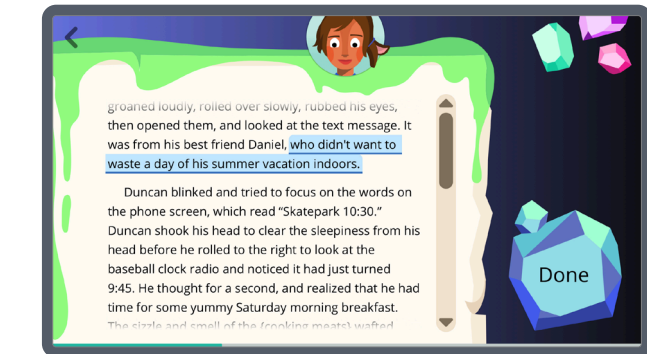 groaned loudly, rolled over slowly, rubbed his eyes,
then opened them, and looked at the text message. It
was from his best friend Daniel, who didn't want to
waste a day of his summer vacation indoors.
Duncan blinked and tried to focus on the words on
the phone screen, which read “Skatepark 10:30.”
Duncan shook his head to clear the sleepiness from his
head before he rolled to the right to look at the
baseball clock radio and noticed it had just turned
9:45. He thought for a second, and realized that he had
time for some yummy Saturday morning breakfast.
The sizzle and smell of the (cooking meats) wafted
Done